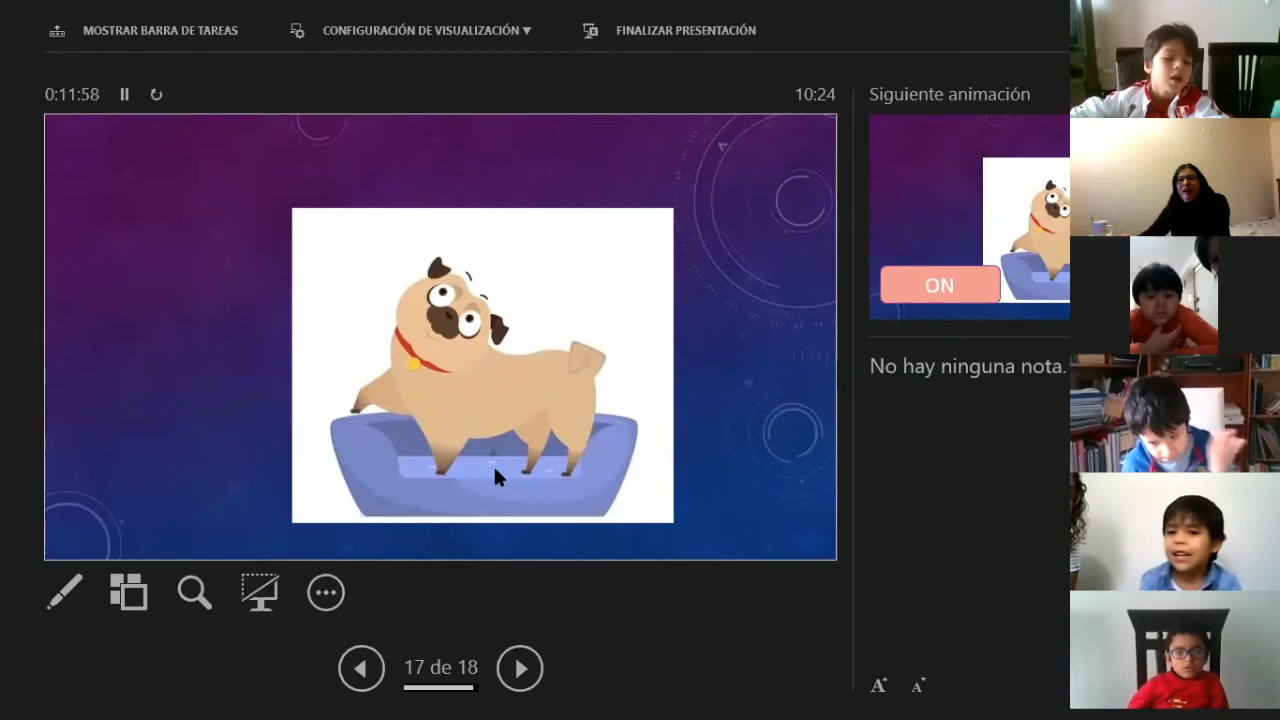 MOSTRAR BARRA DE TAREAS
CONFIGURACIÓN DE VISUALIZACIÓN ▼
FINALIZAR PRESENTACIÓN
0:11:58
10:24
Siguiente animación
ON
No hay ninguna nota.
17 de 18
A A